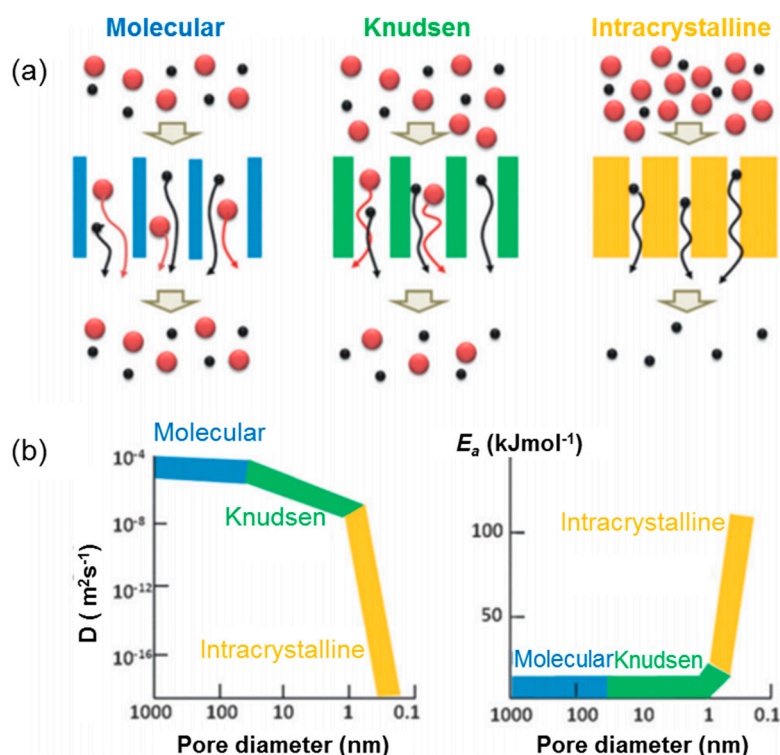 Molecular
Knudsen
Intracrystalline
(a)
(b)
Molecular
Knudsen
Intracrystalline
D ( m²s⁻¹)
10⁻⁴
10⁻⁸
10⁻¹²
10⁻¹⁶
1000 10 1 0.1
Pore diameter (nm)
Eₐ (kJmol⁻¹)
Intracrystalline
100
50
Molecular Knudsen
1000 100 10 1 0.1
Pore diameter (nm)